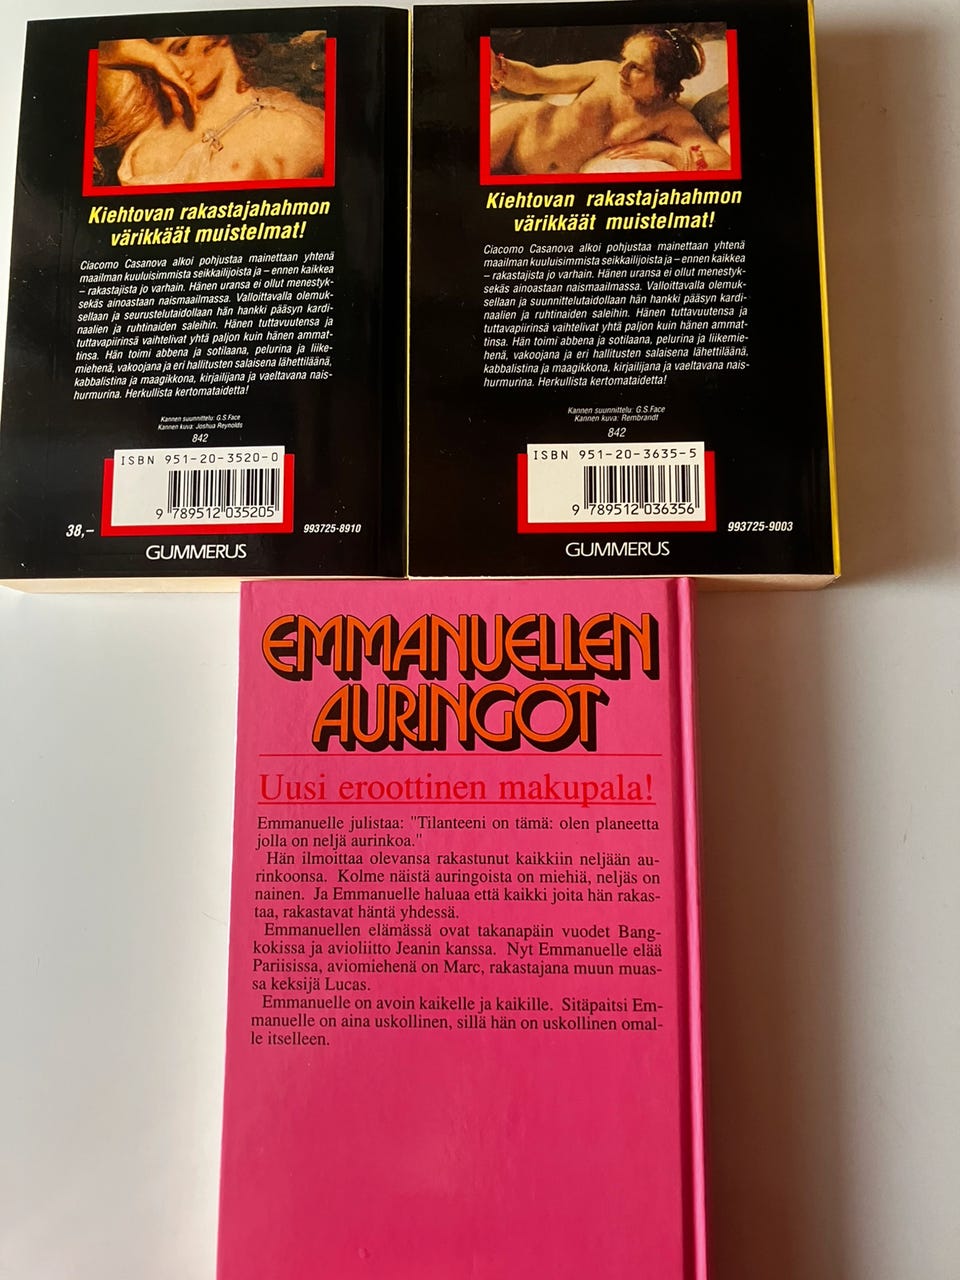 Kiehtovan rakastajahahmon
värikkäät muistelmat!
Giacomo Casanova alkoi pohjustaa mainettaan yhtenä
maailman kuuluisimmista seikkailijoista ja – ennen kaikkea
– rakastajista jo varhain. Hänen uransa ei ollut menestyk-
sekäs ainoastaan naismaailmassa. Valloittavalla olemuk-
sellaan ja seurustelutaidollaan hän hankki pääsyn kardi-
naalien ja ruhtinaiden saleihin. Hänen tuttavuutensa ja
tuttavapiirinsä vaihtelivat yhtä paljon kuin hänen ammat-
tinsa. Hän toimi abbena ja sotilaana, pelurina ja liike-
miehenä, vakoojana ja eri hallitusten salaisena lähettiläänä,
kabbalistina ja maagikkona, kirjailijana ja vaeltavana nais-
hurmurina. Herkullista kertomataidetta!
Kannen suunnittelu: G.S.Face
Kannen kuva: Joshua Reynolds
842
ISBN 951-20-3520-0
9 789512 035205
38,–
993725-8910
GUMMERUS
Kiehtovan rakastajahahmon
värikkäät muistelmat!
Giacomo Casanova alkoi pohjustaa mainettaan yhtenä
maailman kuuluisimmista seikkailijoista ja – ennen kaikkea
– rakastajista jo varhain. Hänen uransa ei ollut menestyk-
sekäs ainoastaan naismaailmassa. Valloittavalla olemuk-
sellaan ja suunnittelutaidollaan hän hankki pääsyn kardi-
naalien ja ruhtinaiden saleihin. Hänen tuttavuutensa ja
tuttavapiirinsä vaihtelivat yhtä paljon kuin hänen ammat-
tinsa. Hän toimi abbena ja sotilaana, pelurina ja liikemie-
henä, vakoojana ja eri hallitusten salaisena lähettiläänä,
kabbalistina ja maagikkona, kirjailijana ja vaeltavana nais-
hurmurina. Herkullista kertomataidetta!
Kannen suunnittelu: G.S.Face
Kannen kuva: Rembrandt
842
ISBN 951-20-3635-5
9 789512 036356
993725-9003
GUMMERUS
EMMANUELLEN
AURINGOT
Uusi eroottinen makupala!
Emmanuelle julistaa: "Tilanteeni on tämä: olen planeetta
jolla on neljä aurinkoa."
Hän ilmoittaa olevansa rakastunut kaikkiin neljään au-
rinkoonsa. Kolme näistä auringoista on miehiä, neljäs on
nainen. Ja Emmanuelle haluaa että kaikki joita hän rakas-
taa, rakastavat häntä yhdessä.
Emmanuellen elämässä ovat takanapäin vuodet Bang-
kokissa ja avioliitto Jeanin kanssa. Nyt Emmanuelle elää
Pariisissa, aviomiehenä on Marc, rakastajana muun muas-
sa keksijä Lucas.
Emmanuelle on avoin kaikelle ja kaikille. Sitäpaitsi Em-
manuelle on aina uskollinen, sillä hän on uskollinen omal-
le itselleen.